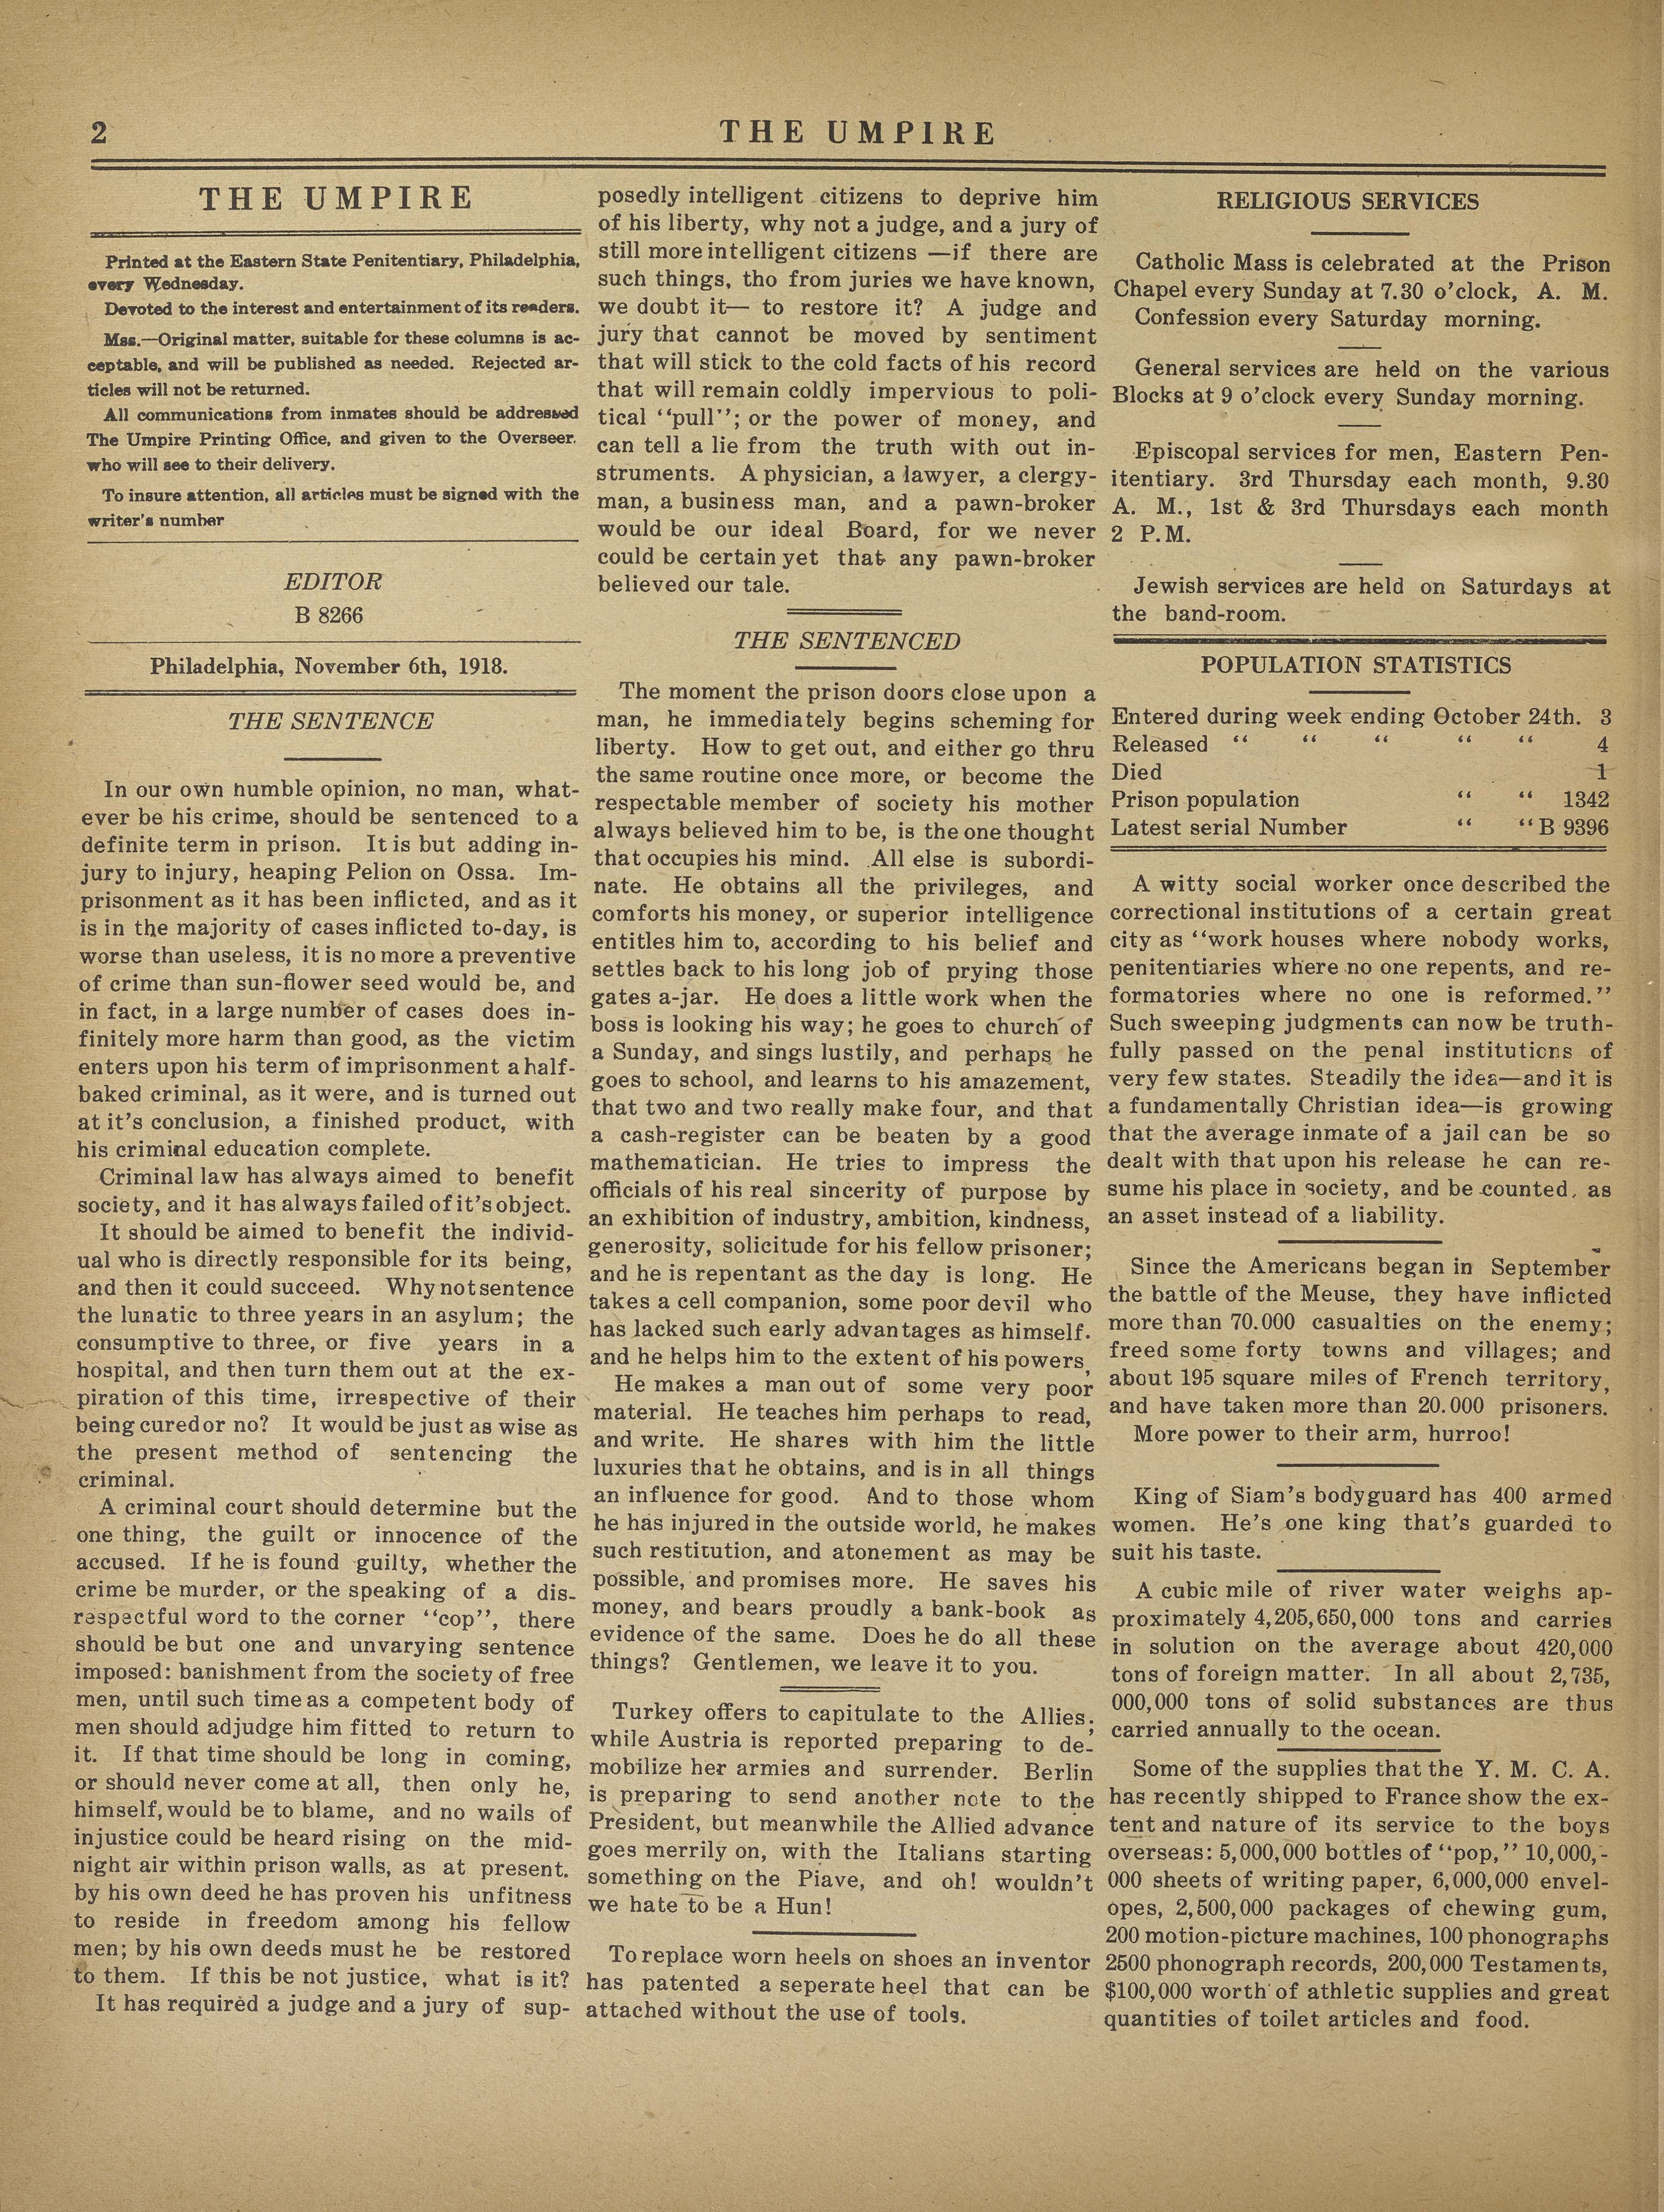 2
THE UMPIRE
THE UMPIRE
Printed at the Eastern State Penitentiary, Philadelphia,
every Wednesday.
Devoted to the interest and entertainment of its readers.
Mss.—Original matter, suitable for these columns is ac-
ceptable, and will be published as needed. Rejected ar-
ticles will not be returned.
All communications from inmates should be addressed
The Umpire Printing Office, and given to the Overseer,
who will see to their delivery.
To insure attention, all articles must be signed with the
writer's number
EDITOR
B 8266
Philadelphia, November 6th, 1918.
THE SENTENCE
In our own humble opinion, no man, what-
ever be his crime, should be sentenced to a
definite term in prison. It is but adding in-
jury to injury, heaping Pelion on Ossa. Im-
prisonment as it has been inflicted, and as it
is in the majority of cases inflicted to-day, is
worse than useless, it is no more a preventive
of crime than sun-flower seed would be, and
in fact, in a large number of cases does in-
finitely more harm than good, as the victim
enters upon his term of imprisonment a half-
baked criminal, as it were, and is turned out
at it's conclusion, a finished product, with
his criminal education complete.
Criminal law has always aimed to benefit
society, and it has always failed of it's object.
It should be aimed to benefit the individ-
ual who is directly responsible for its being,
and then it could succeed. Why not sentence
the lunatic to three years in an asylum; the
consumptive to three, or five years in a
hospital, and then turn them out at the ex-
piration of this time, irrespective of their
being cured or no? It would be just as wise as
the present method of sentencing the
criminal.
A criminal court should determine but the
one thing, the guilt or innocence of the
accused. If he is found guilty, whether the
crime be murder, or the speaking of a dis-
respectful word to the corner "cop", there
should be but one and unvarying sentence
imposed: banishment from the society of free
men, until such time as a competent body of
men should adjudge him fitted to return to
it. If that time should be long in coming,
or should never come at all, then only he,
himself, would be to blame, and no wails of
injustice could be heard rising on the mid-
night air within prison walls, as at present.
by his own deed he has proven his unfitness
to reside in freedom among his fellow
men; by his own deeds must he be restored
to them. If this be not justice, what is it?
It has required a judge and a jury of sup-
posedly intelligent citizens to deprive him
of his liberty, why not a judge, and a jury of
still more intelligent citizens —if there are
such things, tho from juries we have known,
we doubt it— to restore it? A judge and
jury that cannot be moved by sentiment
that will stick to the cold facts of his record
that will remain coldly impervious to poli-
tical "pull"; or the power of money, and
can tell a lie from the truth with out in-
struments. A physician, a lawyer, a clergy-
man, a business man, and a pawn-broker
would be our ideal Board, for we never
could be certain yet that any pawn-broker
believed our tale.
THE SENTENCED
The moment the prison doors close upon a
man, he immediately begins scheming for
liberty. How to get out, and either go thru
the same routine once more, or become the
respectable member of society his mother
always believed him to be, is the one thought
that occupies his mind. All else is subordi-
nate. He obtains all the privileges, and
comforts his money, or superior intelligence
entitles him to, according to his belief and
settles back to his long job of prying those
gates a-jar. He does a little work when the
boss is looking his way; he goes to church of
a Sunday, and sings lustily, and perhaps he
goes to school, and learns to his amazement,
that two and two really make four, and that
a cash-register can be beaten by a good
mathematician. He tries to impress the
officials of his real sincerity of purpose by
an exhibition of industry, ambition, kindness,
generosity, solicitude for his fellow prisoner;
and he is repentant as the day is long. He
takes a cell companion, some poor devil who
has lacked such early advantages as himself.
and he helps him to the extent of his powers,
He makes a man out of some very poor
material. He teaches him perhaps to read,
and write. He shares with him the little
luxuries that he obtains, and is in all things
an influence for good. And to those whom
he has injured in the outside world, he makes
such restitution, and atonement as may be
possible, and promises more. He saves his
money, and bears proudly a bank-book as
evidence of the same. Does he do all these
things? Gentlemen, we leave it to you.
Turkey offers to capitulate to the Allies;
while Austria is reported preparing to de-
mobilize her armies and surrender. Berlin
is preparing to send another note to the
President, but meanwhile the Allied advance
goes merrily on, with the Italians starting
something on the Piave, and oh! wouldn't
we hate to be a Hun!
To replace worn heels on shoes an inventor
has patented a seperate heel that can be
attached without the use of tools.
RELIGIOUS SERVICES
Catholic Mass is celebrated at the Prison
Chapel every Sunday at 7.30 o'clock, A. M.
Confession every Saturday morning.
General services are held on the various
Blocks at 9 o'clock every Sunday morning.
Episcopal services for men, Eastern Pen-
itentiary. 3rd Thursday each month, 9.30
A. M., 1st & 3rd Thursdays each month
2 P.M.
Jewish services are held on Saturdays at
the band-room.
POPULATION STATISTICS
Entered during week ending October 24th. 3
Released " " " " " 4
Died 1
Prison population " " 1342
Latest serial Number " " B 9396
A witty social worker once described the
correctional institutions of a certain great
city as "work houses where nobody works,
penitentiaries where no one repents, and re-
formatories where no one is reformed."
Such sweeping judgments can now be truth-
fully passed on the penal institutions of
very few states. Steadily the idea—and it is
a fundamentally Christian idea—is growing
that the average inmate of a jail can be so
dealt with that upon his release he can re-
sume his place in society, and be counted, as
an asset instead of a liability.
Since the Americans began in September
the battle of the Meuse, they have inflicted
more than 70.000 casualties on the enemy;
freed some forty towns and villages; and
about 195 square miles of French territory,
and have taken more than 20.000 prisoners.
More power to their arm, hurroo!
King of Siam's bodyguard has 400 armed
women. He's one king that's guarded to
suit his taste.
A cubic mile of river water weighs ap-
proximately 4,205,650,000 tons and carries
in solution on the average about 420,000
tons of foreign matter. In all about 2,735,
000,000 tons of solid substances are thus
carried annually to the ocean.
Some of the supplies that the Y. M. C. A.
has recently shipped to France show the ex-
tent and nature of its service to the boys
overseas: 5,000,000 bottles of "pop," 10,000,-
000 sheets of writing paper, 6,000,000 envel-
opes, 2,500,000 packages of chewing gum,
200 motion-picture machines, 100 phonographs
2500 phonograph records, 200,000 Testaments,
$100,000 worth of athletic supplies and great
quantities of toilet articles and food.